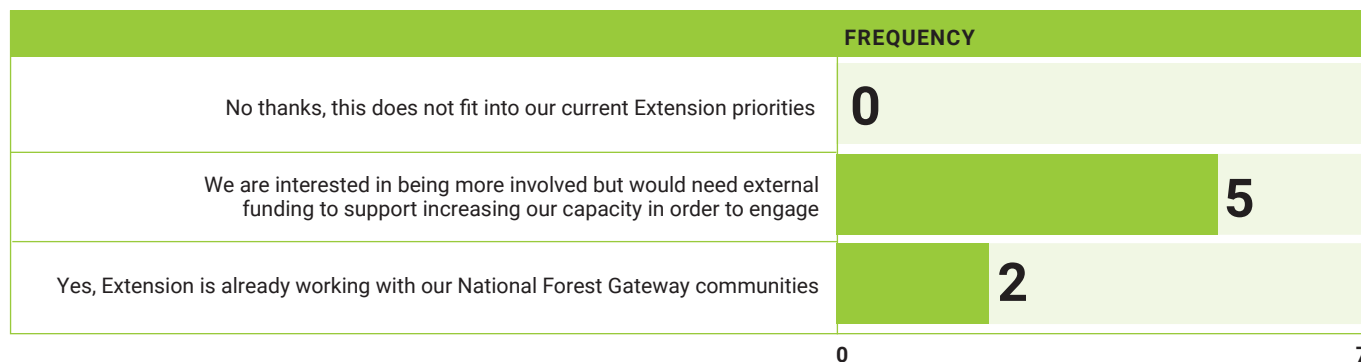 FREQUENCY
No thanks, this does not fit into our current Extension priorities
0
We are interested in being more involved but would need external
funding to support increasing our capacity in order to engage
5
Yes, Extension is already working with our National Forest Gateway communities
2
0
7